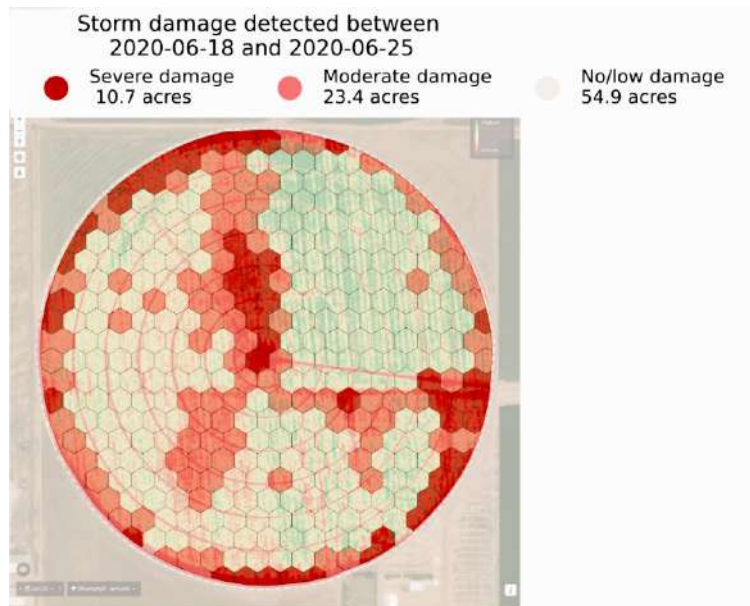 Storm damage detected between
2020-06-18 and 2020-06-25
Severe damage
10.7 acres
Moderate damage
23.4 acres
No/low damage
54.9 acres